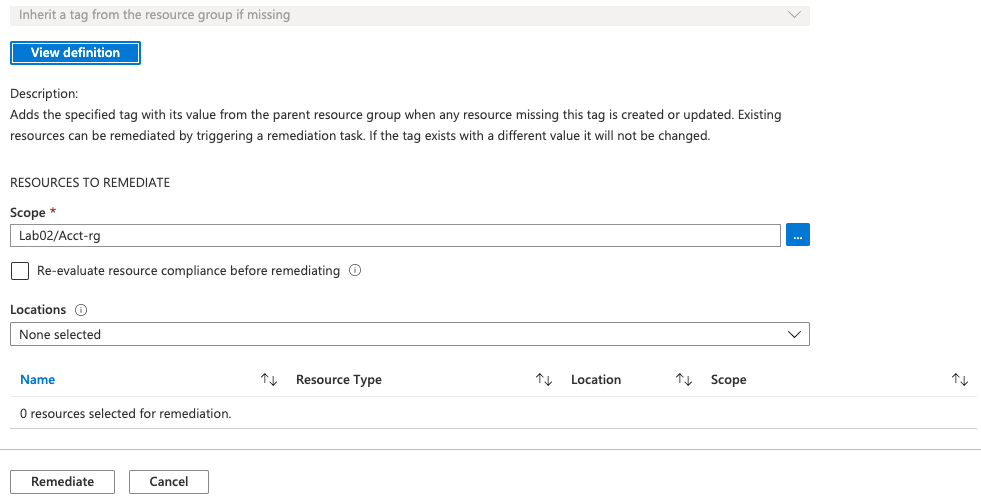 Inherit a tag from the resource group if missing
View definition
Description:
Adds the specified tag with its value from the parent resource group when any resource missing this tag is created or updated. Existing
resources can be remediated by triggering a remediation task. If the tag exists with a different value it will not be changed.
RESOURCES TO REMEDIATE
Scope *
Lab02/Acct-rg
...
Re-evaluate resource compliance before remediating
Locations
None selected
Name Resource Type Location Scope
0 resources selected for remediation.
Remediate Cancel